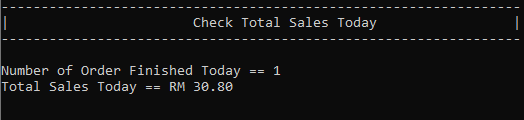 -----------------------------------------------------------------
|                       Check Total Sales Today                 |
-----------------------------------------------------------------
Number of Order Finished Today == 1
Total Sales Today == RM 30.80